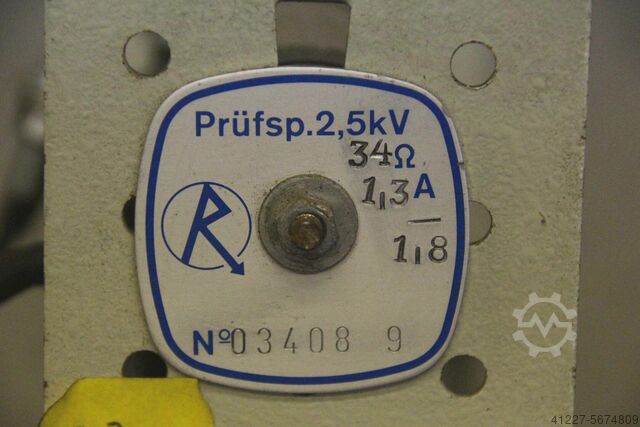 Prüfsp.2,5kV
34Ω
1,3A
—
1,8
R
Nº03408 9
41227-5674809